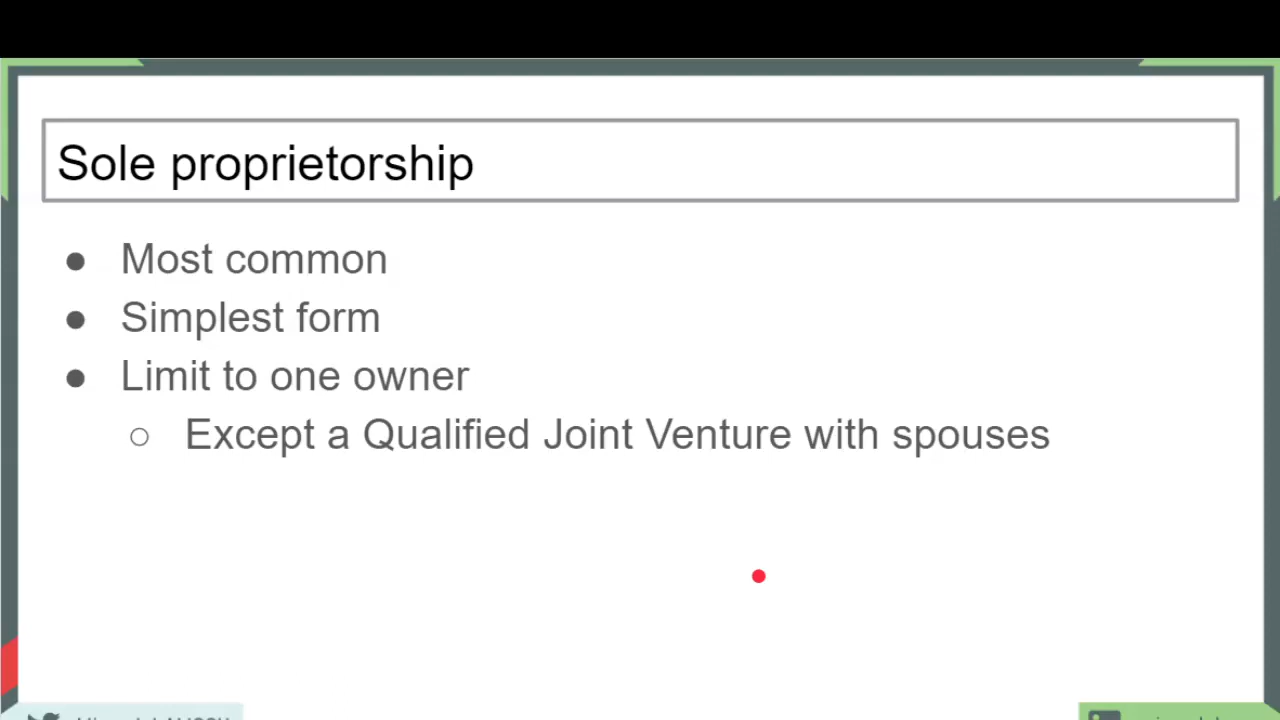 Sole proprietorship
● Most common
● Simplest form
● Limit to one owner
○ Except a Qualified Joint Venture with spouses